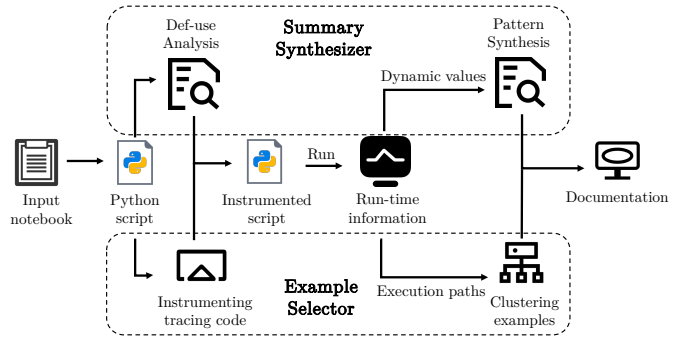 Def-use
Analysis
Summary
Synthesizer
Pattern
Synthesis
Dynamic values
Run
Input
notebook
Python
script
Instrumented
script
Run-time
information
Documentation
Instrumenting
tracing code
Example
Selector
Execution paths
Clustering
examples